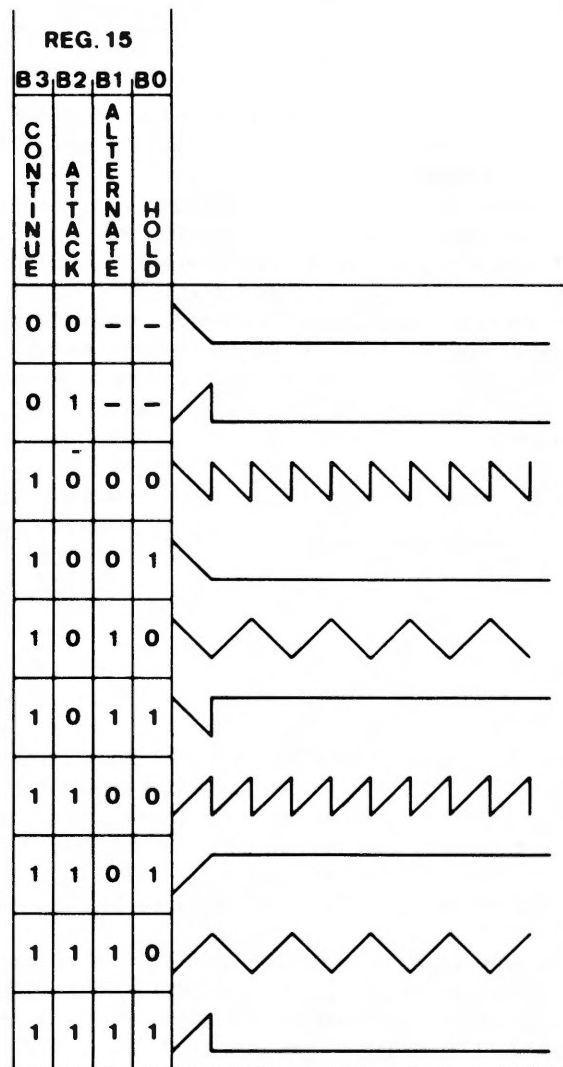 REG. 15
B3 B2 B1 B0
CONTINUE ATTACK ALTERNATE HOLD
0 0 – –
0 1 – –
1 0 0 0
1 0 0 1
1 0 1 0
1 0 1 1
1 1 0 0
1 1 0 1
1 1 1 0
1 1 1 1